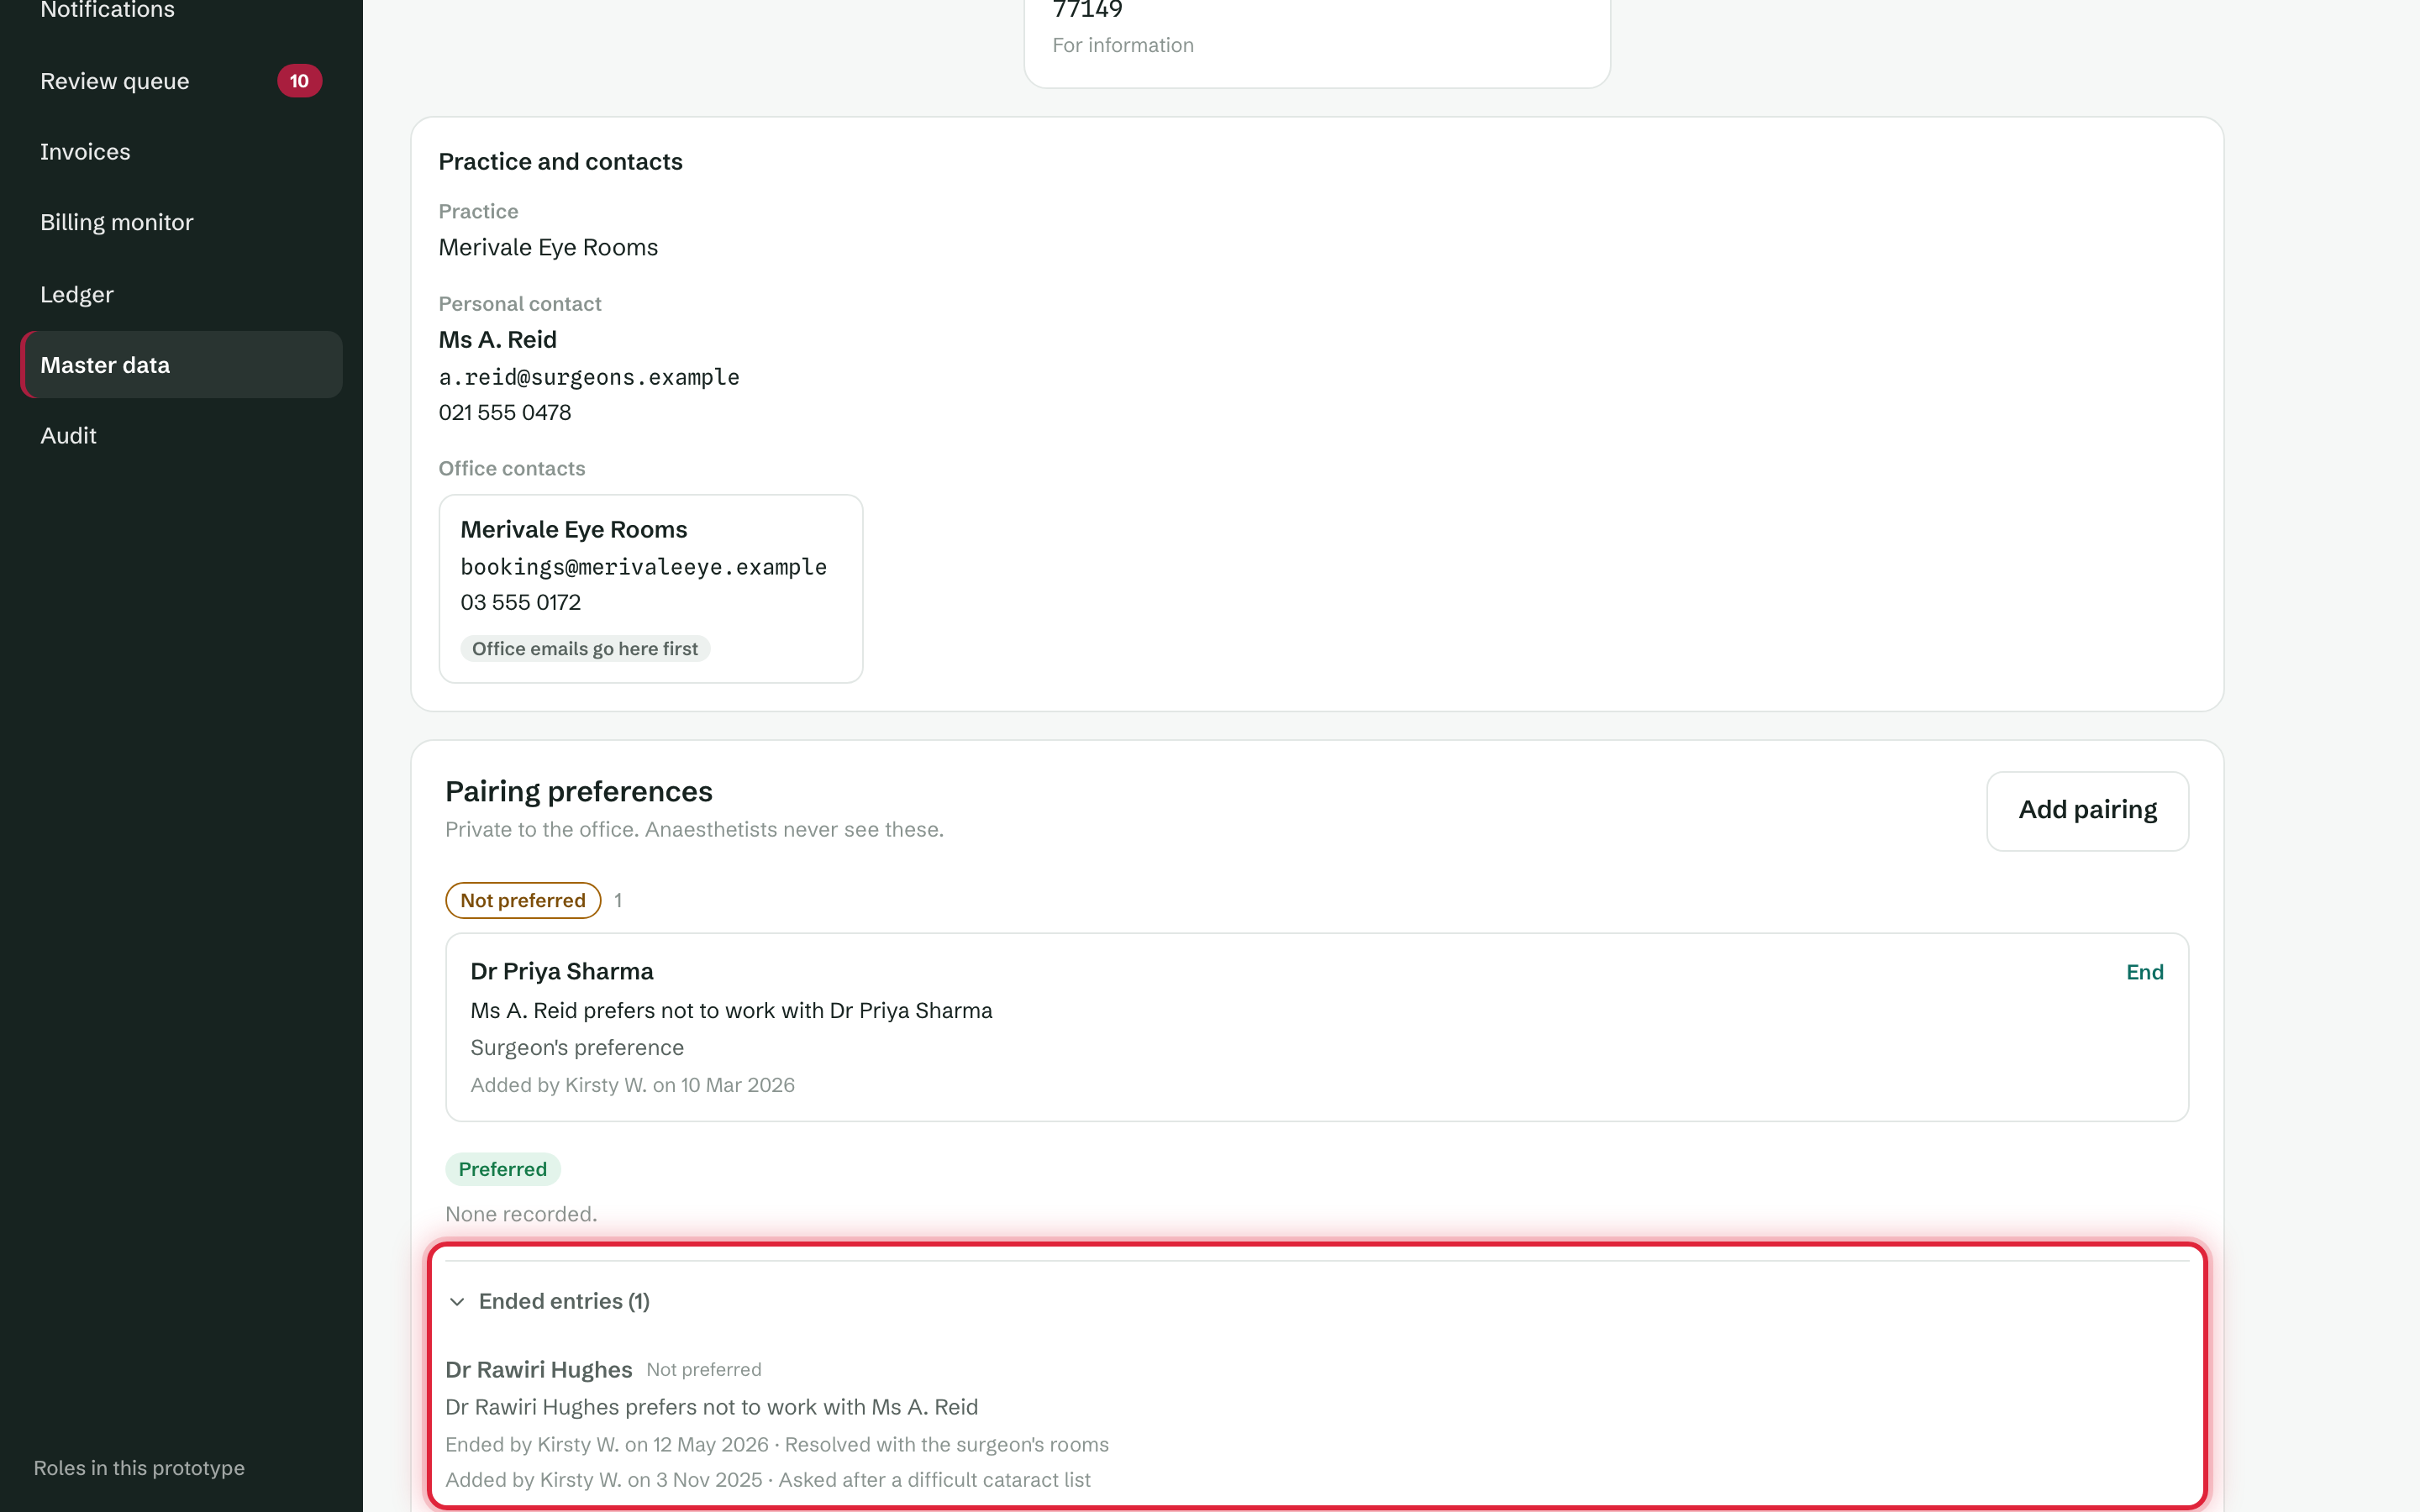 Notifications
Review queue 10
Invoices
Billing monitor
Ledger
Master data
Audit
Roles in this prototype
77149
For information
Practice and contacts
Practice
Merivale Eye Rooms
Personal contact
Ms A. Reid
a.reid@surgeons.example
021 555 0478
Office contacts
Merivale Eye Rooms
bookings@merivaleeye.example
03 555 0172
Office emails go here first
Pairing preferences
Private to the office. Anaesthetists never see these.
Add pairing
Not preferred 1
Dr Priya Sharma
End
Ms A. Reid prefers not to work with Dr Priya Sharma
Surgeon's preference
Added by Kirsty W. on 10 Mar 2026
Preferred
None recorded.
Ended entries (1)
Dr Rawiri Hughes Not preferred
Dr Rawiri Hughes prefers not to work with Ms A. Reid
Ended by Kirsty W. on 12 May 2026 · Resolved with the surgeon's rooms
Added by Kirsty W. on 3 Nov 2025 · Asked after a difficult cataract list